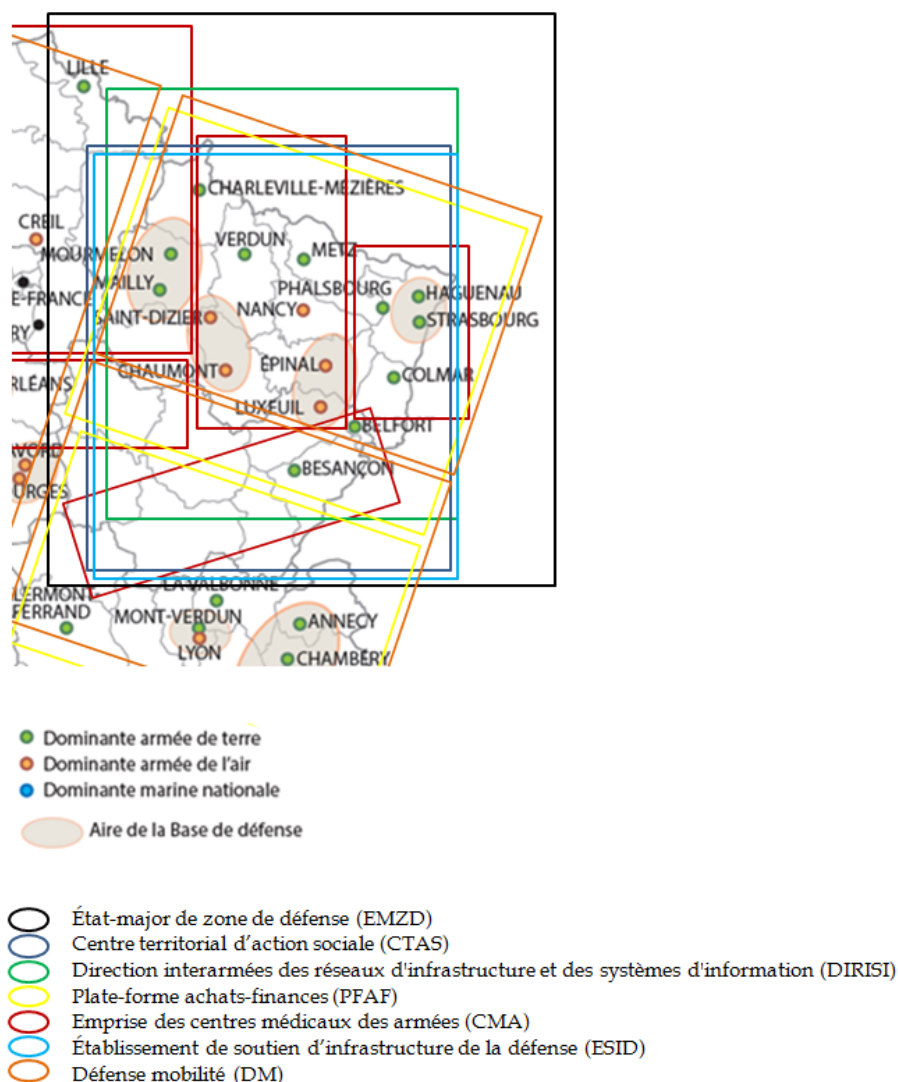 LILLE
CHARLEVILLE-MÉZIÈRES
CREIL
VERDUN
METZ
MOURMELON
MAILLY
PHALSBOURG
HAGUENAU
E-FRANCE
SAINT-DIZIER
NANCY
STRASBOURG
RY
CHAUMONT
ÉPINAL
COLMAR
RLÉANS
LUXEUIL
BELFORT
VORD
BESANÇON
URGES
LA VALBONNE
LERMONT
FERRAND
MONT-VERDUN
ANNECY
LYON
CHAMBÉRY
Dominante armée de terre
Dominante armée de l'air
Dominante marine nationale
Aire de la Base de défense
État-major de zone de défense (EMZD)
Centre territorial d'action sociale (CTAS)
Direction interarmées des réseaux d'infrastructure et des systèmes d'information (DIRISI)
Plate-forme achats-finances (PFAF)
Emprise des centres médicaux des armées (CMA)
Établissement de soutien d'infrastructure de la défense (ESID)
Défense mobilité (DM)